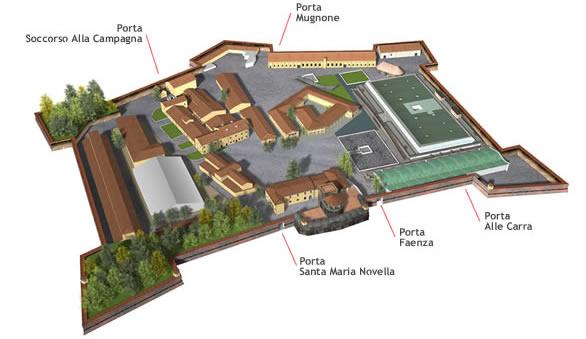 Porta
Mugnone
Porta
Soccorso Alla Campagna
Porta
Alle Carra
Porta
Faenza
Porta
Santa Maria Novella